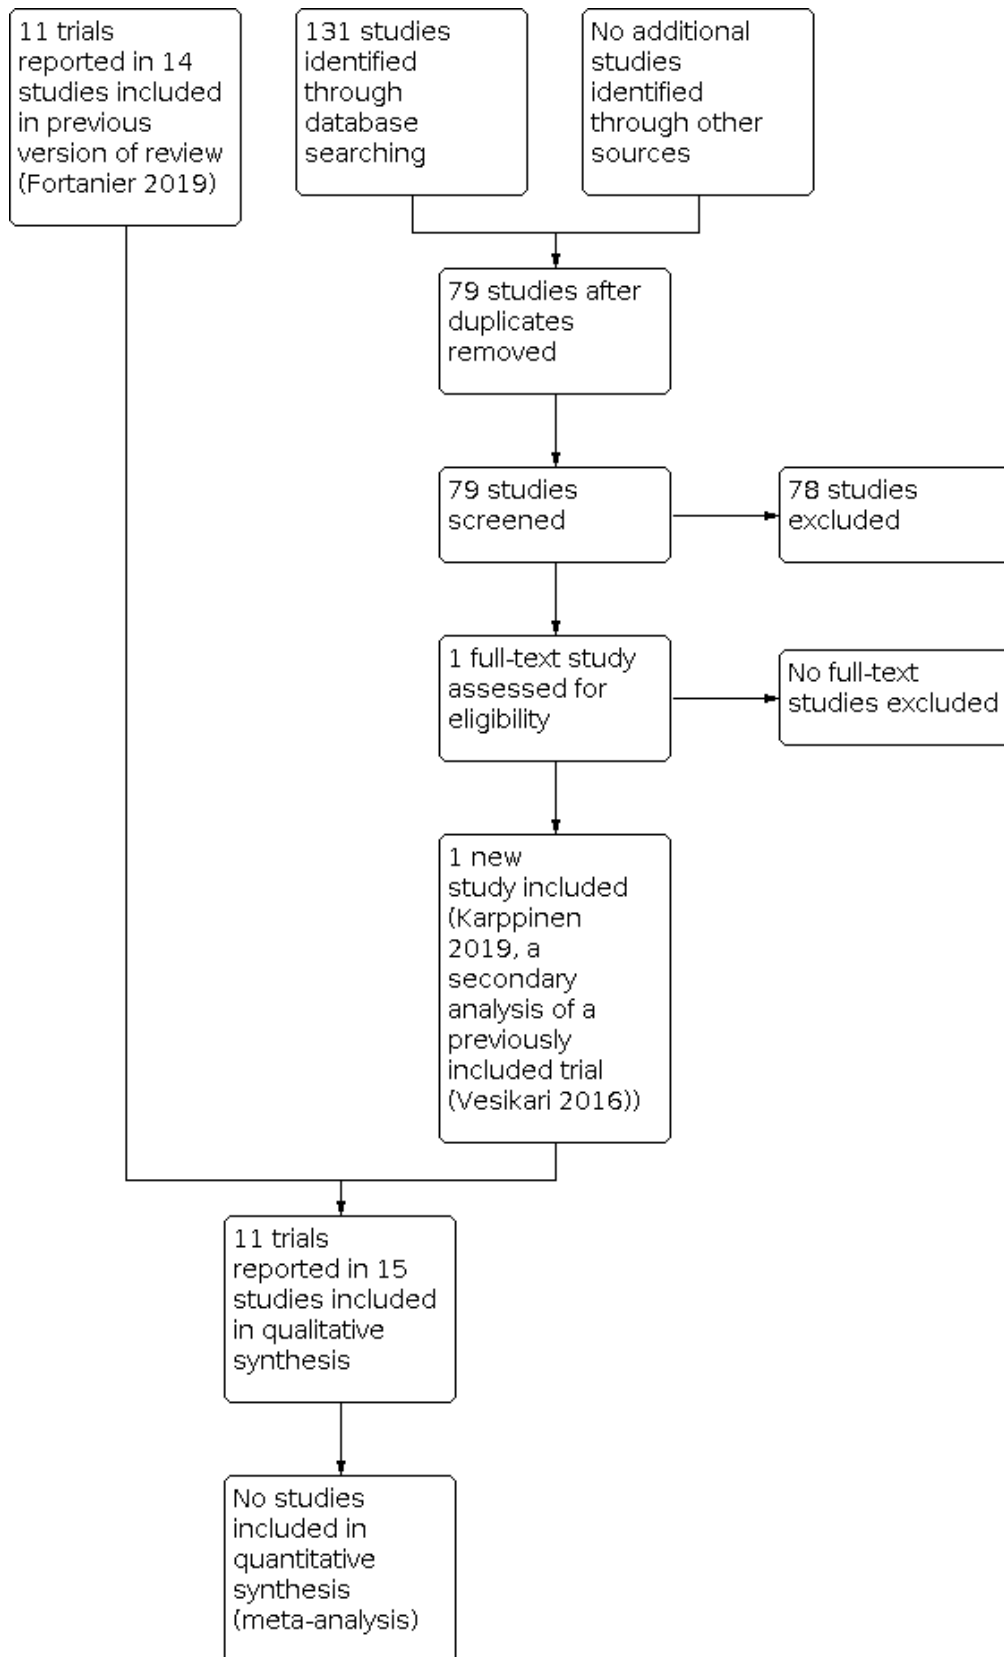 11 trials
reported in 14
studies included
in previous
version of review
(Fortanier 2019)
131 studies
identified
through
database
searching
No additional
studies
identified
through other
sources
79 studies after
duplicates
removed
79 studies
screened
78 studies
excluded
1 full-text study
assessed for
eligibility
No full-text
studies excluded
1 new
study included
(Karppinen
2019, a
secondary
analysis of a
previously
included trial
(Vesikari 2016))
11 trials
reported in 15
studies included
in qualitative
synthesis
No studies
included in
quantitative
synthesis
(meta-analysis)